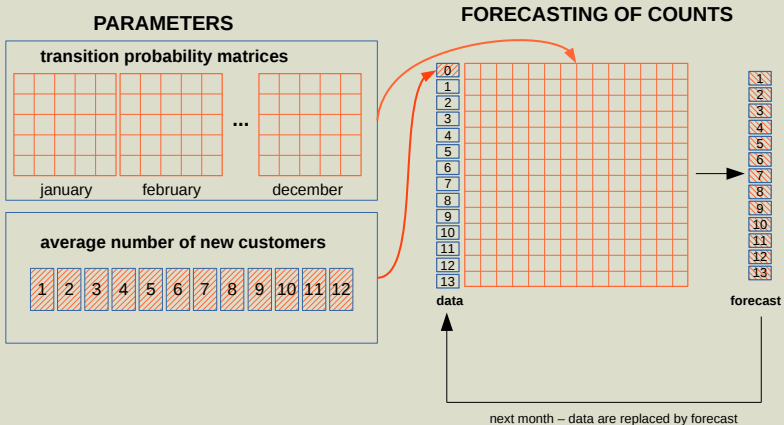 PARAMETERS
transition probability matrices
...
january
february
december
average number of new customers
1 2 3 4 5 6 7 8 9 10 11 12
FORECASTING OF COUNTS
0
1
2
3
4
5
6
7
8
9
10
11
12
13
data
1
2
3
4
5
6
7
8
9
10
11
12
13
forecast
next month – data are replaced by forecast